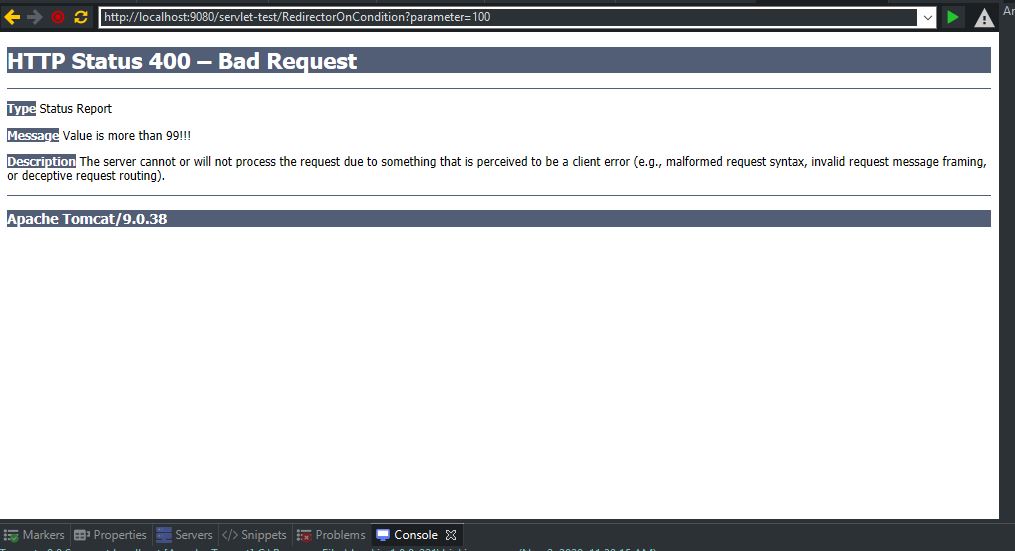 http://localhost:9080/servlet-test/RedirectorOnCondition?parameter=100
Ar
HTTP Status 400 – Bad Request
Type Status Report
Message Value is more than 99!!!
Description The server cannot or will not process the request due to something that is perceived to be a client error (e.g., malformed request syntax, invalid request message framing,
or deceptive request routing).
Apache Tomcat/9.0.38
Markers Properties Servers Snippets Problems Console